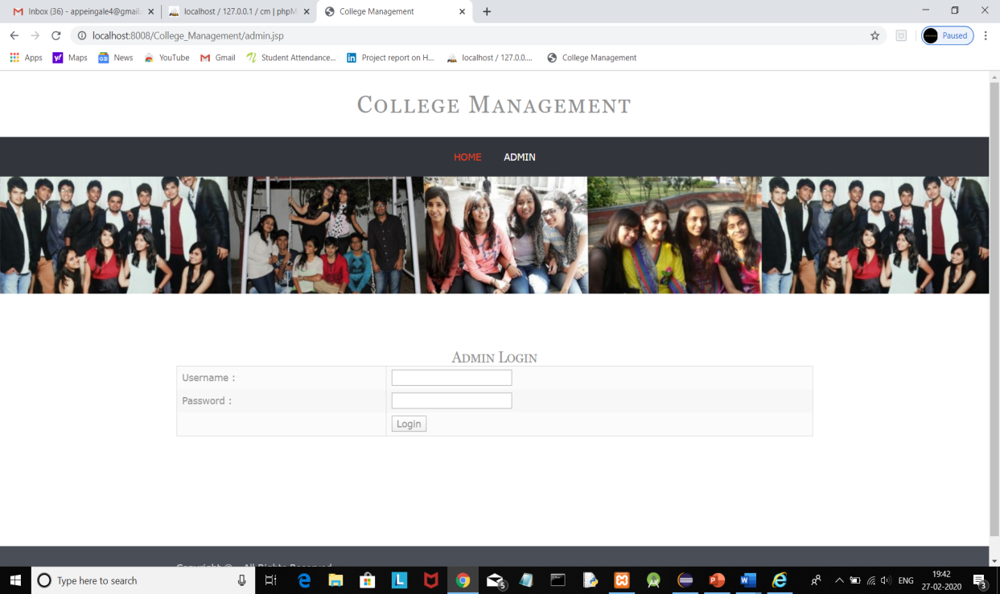 Inbox (36) - appeingale4@gmail.
localhost / 127.0.0.1 / cm | phpM
College Management
localhost:8008/College_Management/admin.jsp
Paused
Apps
Maps
News
YouTube
Gmail
Student Attendance...
Project report on H...
localhost / 127.0.0....
College Management
College Management
HOME
ADMIN
Admin Login
Username :
Password :
Login
Copyright © All Rights Reserved
Type here to search
5
ENG
19:42
27-02-2020
3